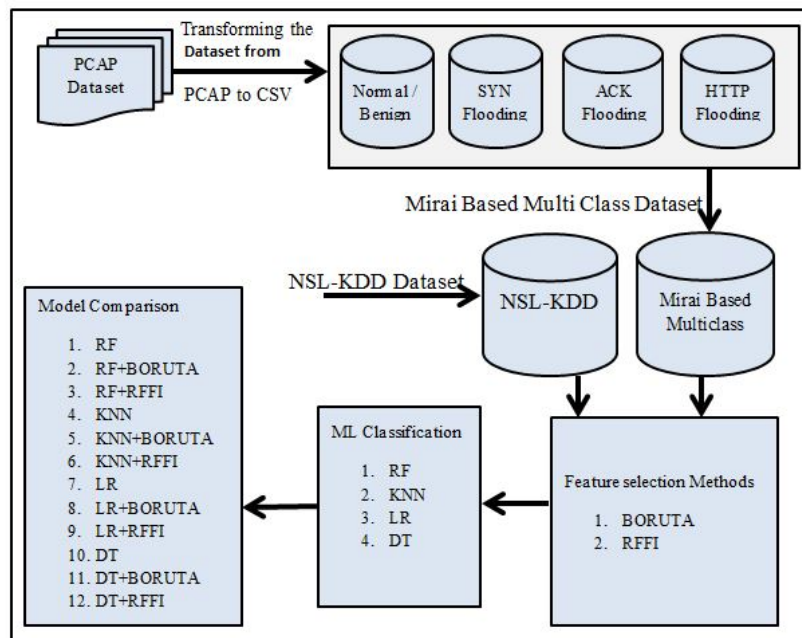 PCAP
Dataset
Transforming the
Dataset from
PCAP to CSV
Normal /
Benign
SYN
Flooding
ACK
Flooding
HTTP
Flooding
Mirai Based Multi Class Dataset
NSL-KDD Dataset
NSL-KDD
Mirai Based
Multiclass
Model Comparison
1. RF
2. RF+BORUTA
3. RF+RFFI
4. KNN
5. KNN+BORUTA
6. KNN+RFFI
7. LR
8. LR+BORUTA
9. LR+RFFI
10. DT
11. DT+BORUTA
12. DT+RFFI
ML Classification
1. RF
2. KNN
3. LR
4. DT
Feature selection Methods
1. BORUTA
2. RFFI